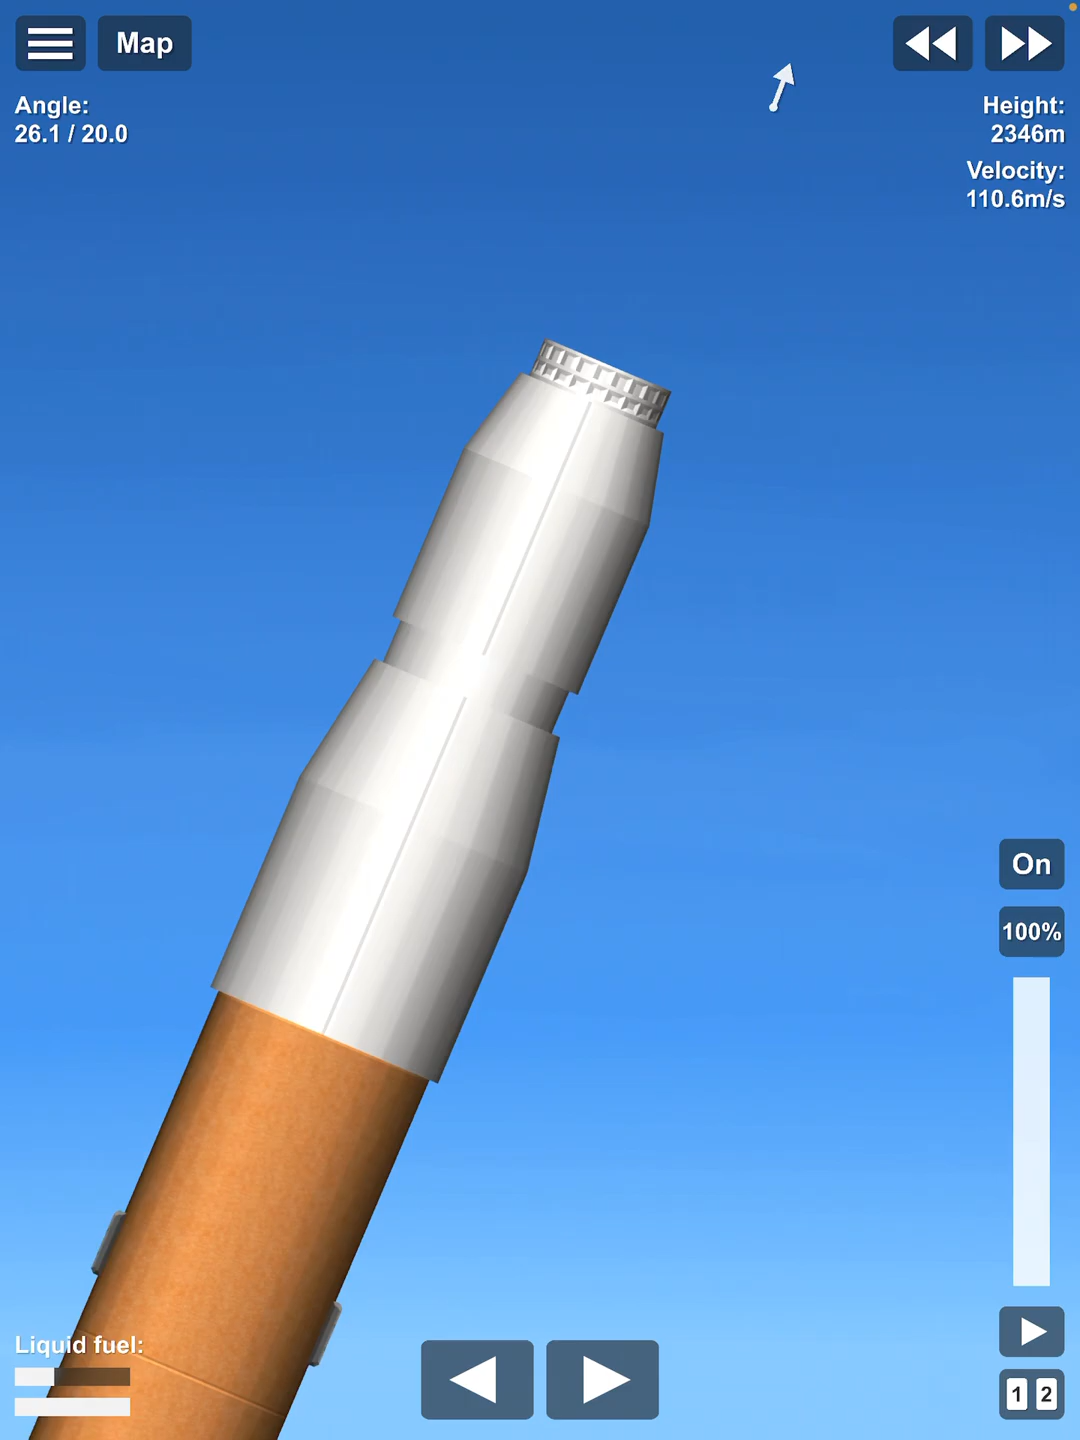 Map
Angle:
26.1 / 20.0
Height:
2346m
Velocity:
110.6m/s
On
100%
Liquid fuel:
1 2